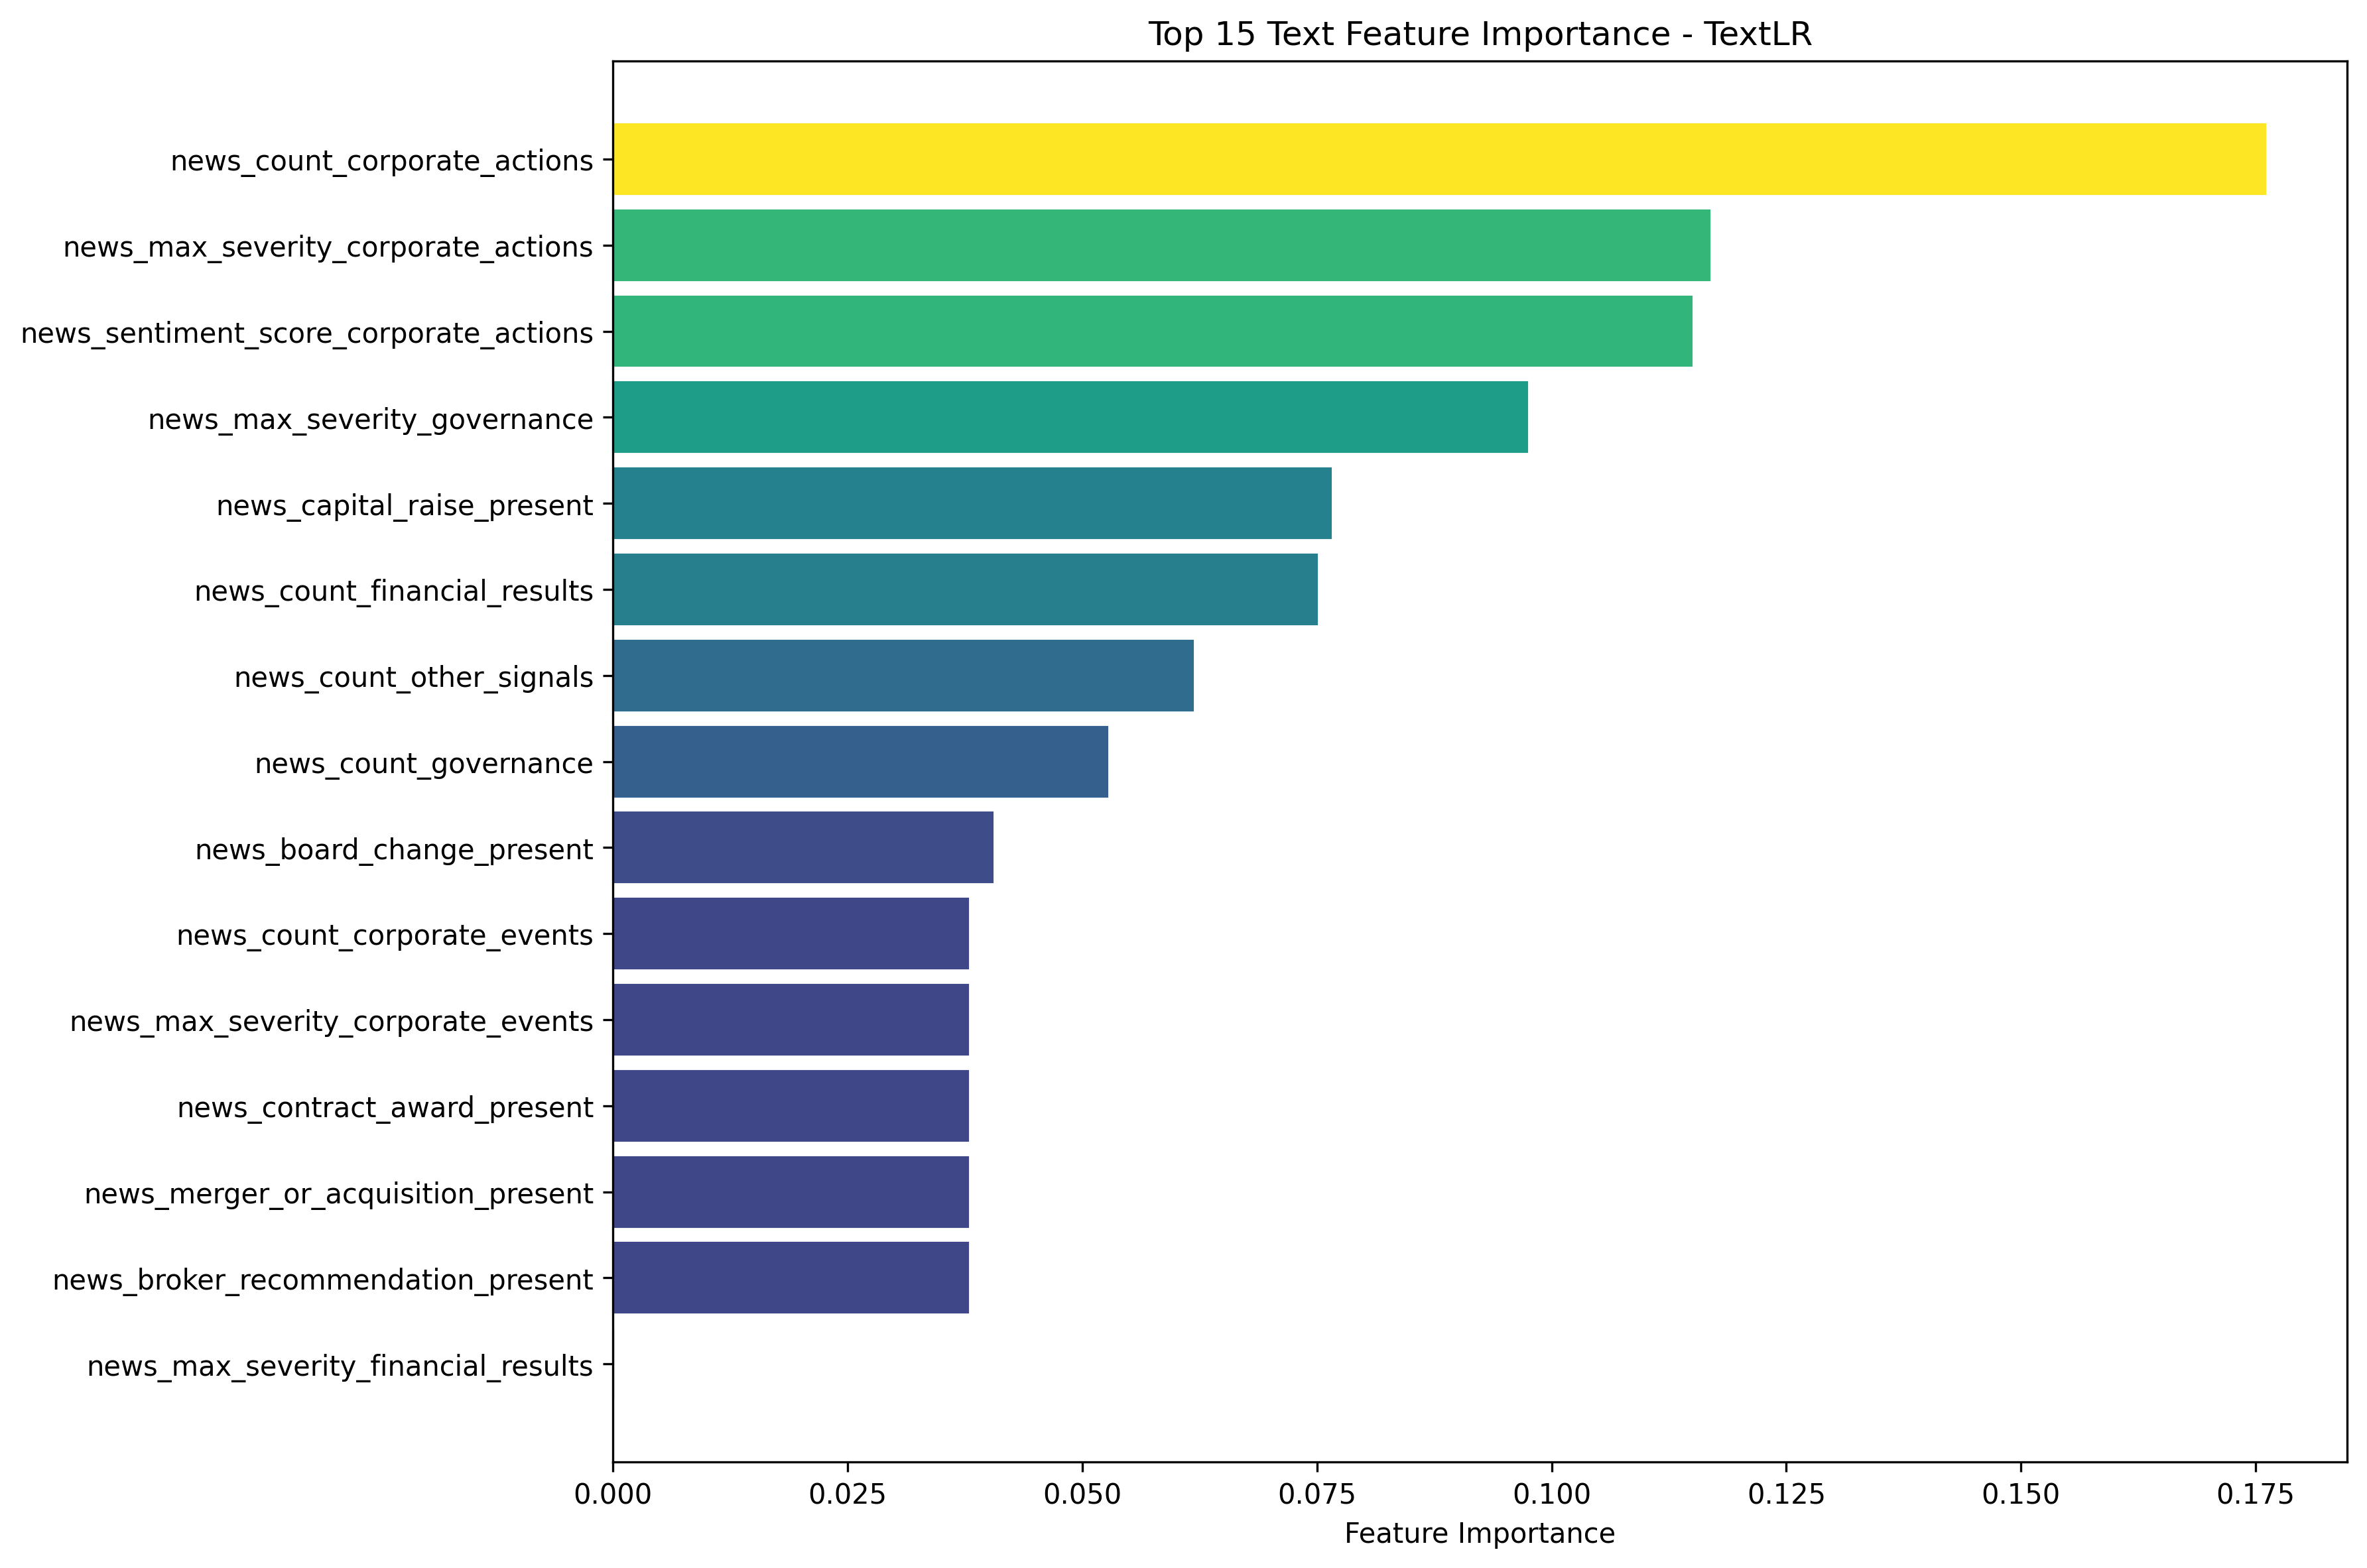 Top 15 Text Feature Importance - TextLR
news_count_corporate_actions
news_max_severity_corporate_actions
news_sentiment_score_corporate_actions
news_max_severity_governance
news_capital_raise_present
news_count_financial_results
news_count_other_signals
news_count_governance
news_board_change_present
news_count_corporate_events
news_max_severity_corporate_events
news_contract_award_present
news_merger_or_acquisition_present
news_broker_recommendation_present
news_max_severity_financial_results
0.000 0.025 0.050 0.075 0.100 0.125 0.150 0.175
Feature Importance